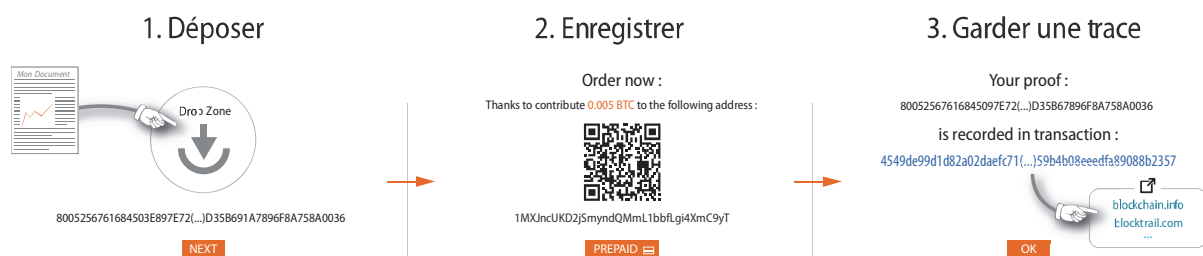 1. Déposer
Mon Document
Drop Zone
8005256761684503E897E72(...)D35B691A7896F8A758A0036
NEXT
2. Enregistrer
Order now :
Thanks to contribute 0.005 BTC to the following address :
1MXJncUKD2jSmyndQMmL1bbfLgi4XmC9yT
PREPAID
3. Garder une trace
Your proof :
80052567616845097E72(...)D35B67896F8A758A0036
is recorded in transaction :
4549de99d1d82a02daefc71(...)59b4b08eeedfa89088b2357
blockchain.info
blocktrail.com
...
OK